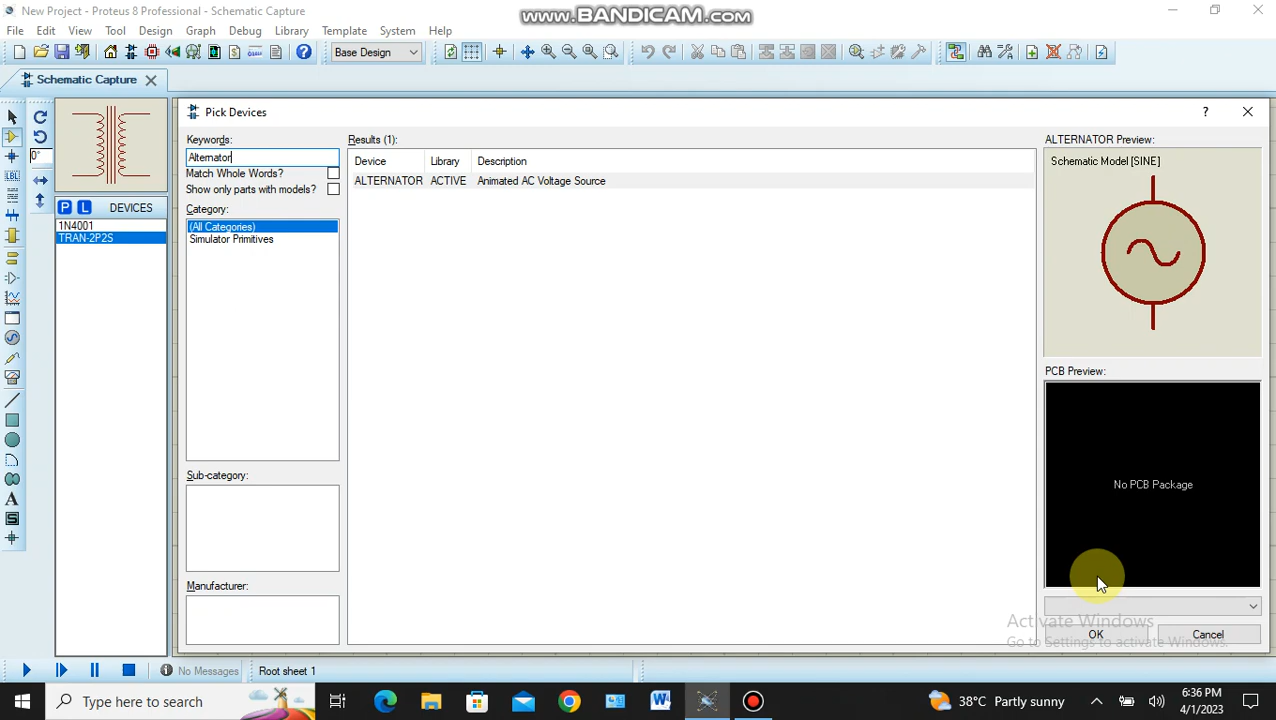 New Project - Proteus 8 Professional - Schematic Capture
www.BANDICAM.com
File Edit View Tool Design Graph Debug Library Template System Help
Base Design
Schematic Capture
Pick Devices
?
Keywords:
Alternator
Match Whole Words?
Show only parts with models?
Category:
(All Categories)
Simulator Primitives
Sub-category:
Manufacturer:
Results (1):
Device Library Description
ALTERNATOR ACTIVE Animated AC Voltage Source
ALTERNATOR Preview:
Schematic Model [SINE]
PCB Preview:
No PCB Package
OK Cancel
Activate Windows
Go to Settings to activate Windows.
0°
LBL
P L DEVICES
1N4001
TRAN-2P2S
A
S
No Messages Root sheet 1
Type here to search
38°C Partly sunny
6:36 PM
4/1/2023